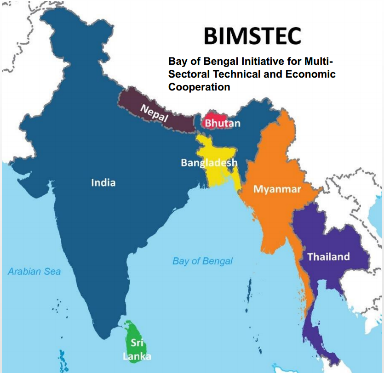 BIMSTEC
Bay of Bengal Initiative for Multi-
Sectoral Technical and Economic
Cooperation
Nepal
Bhutan
Bangladesh
India
Myanmar
Thailand
Bay of Bengal
Arabian Sea
Sri
Lanka